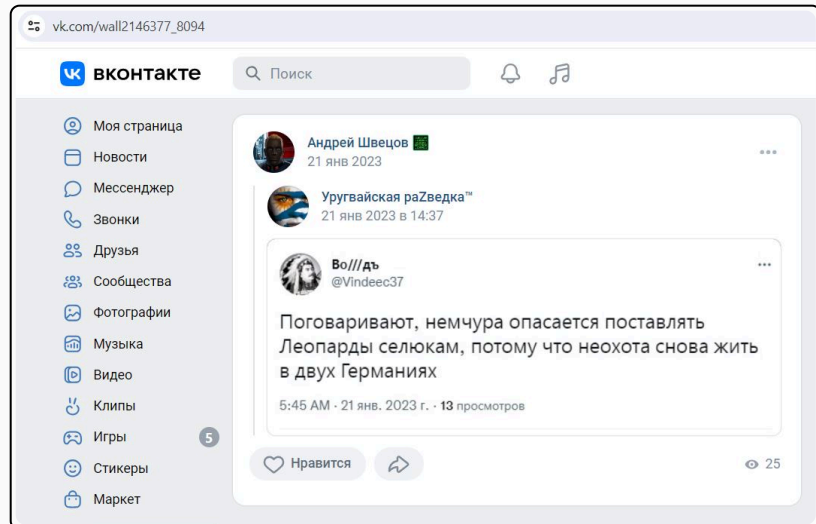 vk.com/wall2146377_8094
вконтакте
Поиск
Моя страница
Новости
Мессенджер
Звонки
Друзья
Сообщества
Фотографии
Музыка
Видео
Клипы
Игры
5
Стикеры
Маркет
Андрей Швецов
21 янв 2023
Уругвайская раZведка™
21 янв 2023 в 14:37
Во///дъ
@Vindeec37
Поговаривают, немчура опасается поставлять
Леопарды селюкам, потому что неохота снова жить
в двух Германиях
5:45 AM · 21 янв. 2023 г. · 13 просмотров
Нравится
25